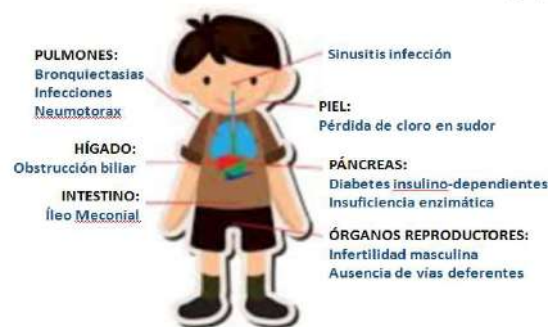 PULMONES:
Bronquiectasias
Infecciones
Neumotorax
HÍGADO:
Obstrucción biliar
INTESTINO:
Íleo Meconial
Sinusitis infección
PIEL:
Pérdida de cloro en sudor
PÁNCREAS:
Diabetes insulino-dependientes
Insuficiencia enzimática
ÓRGANOS REPRODUCTORES:
Infertilidad masculina
Ausencia de vías deferentes